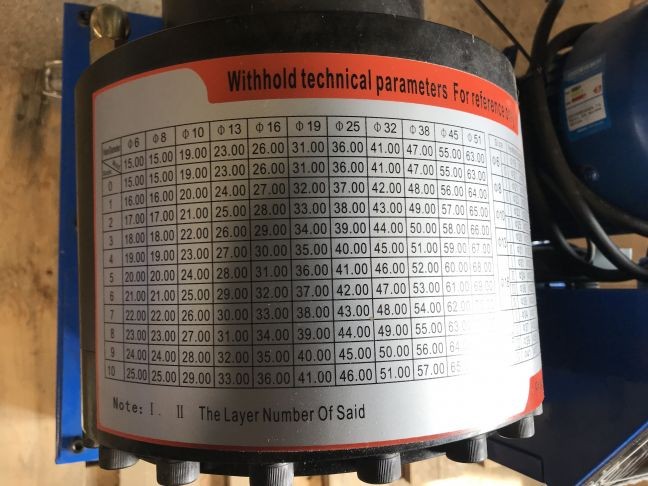 Withhold technical parameters For reference
Φ6 Φ8 Φ10 Φ13 Φ16 Φ19 Φ25 Φ32 Φ38 Φ45 Φ51
15.00 15.00 19.00 23.00 26.00 31.00 36.00 41.00 47.00 55.00 63.00
0 15.00 15.00 19.00 23.00 26.00 31.00 36.00 41.00 47.00 55.00 63.00
1 16.00 16.00 20.00 24.00 27.00 32.00 37.00 42.00 48.00 56.00 64.00
2 17.00 17.00 21.00 25.00 28.00 33.00 38.00 43.00 49.00 57.00 65.00
3 18.00 18.00 22.00 26.00 29.00 34.00 39.00 44.00 50.00 58.00 66.00
4 19.00 19.00 23.00 27.00 30.00 35.00 40.00 45.00 51.00 59.00 67.00
5 20.00 20.00 24.00 28.00 31.00 36.00 41.00 46.00 52.00 60.00 68.00
6 21.00 21.00 25.00 29.00 32.00 37.00 42.00 47.00 53.00 61.00 69.00
7 22.00 22.00 26.00 30.00 33.00 38.00 43.00 48.00 54.00 62.00
8 23.00 23.00 27.00 31.00 34.00 39.00 44.00 49.00 55.00
9 24.00 24.00 28.00 32.00 35.00 40.00 45.00 50.00 56.00
10 25.00 25.00 29.00 33.00 36.00 41.00 46.00 51.00 57.00
Note: I. II The Layer Number Of Said